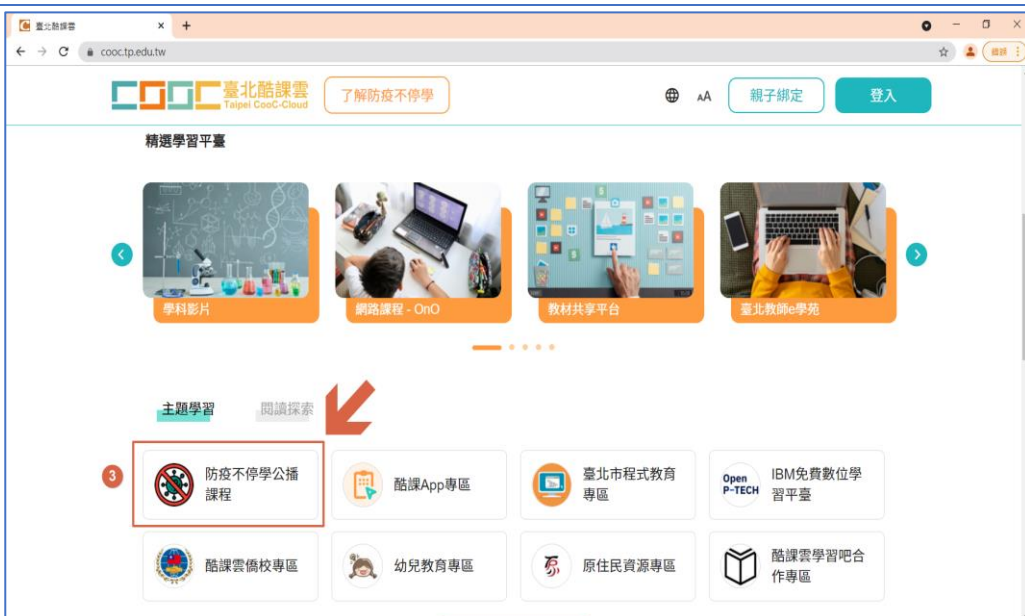 臺北酷課雲
cooc.tp.edu.tw
COOC 臺北酷課雲
Taipei CooC-Cloud
了解防疫不停學
AA
親子綁定
登入
精選學習平臺
學科影片
網路課程 - OnO
教材共享平台
臺北教師e學苑
主題學習
閱讀探索
3
防疫不停學公播
課程
酷課App專區
臺北市程式教育
專區
Open
P-TECH
IBM免費數位學
習平臺
酷課雲僑校專區
幼兒教育專區
原住民資源專區
酷課雲學習吧合
作專區